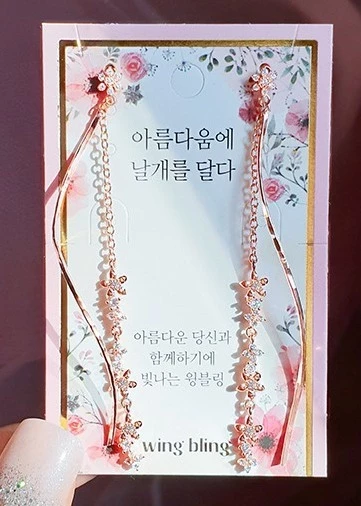 아름다움에
날개를 달다
아름다운 당신과
함께하기에
빛나는 윙블링
wing bling